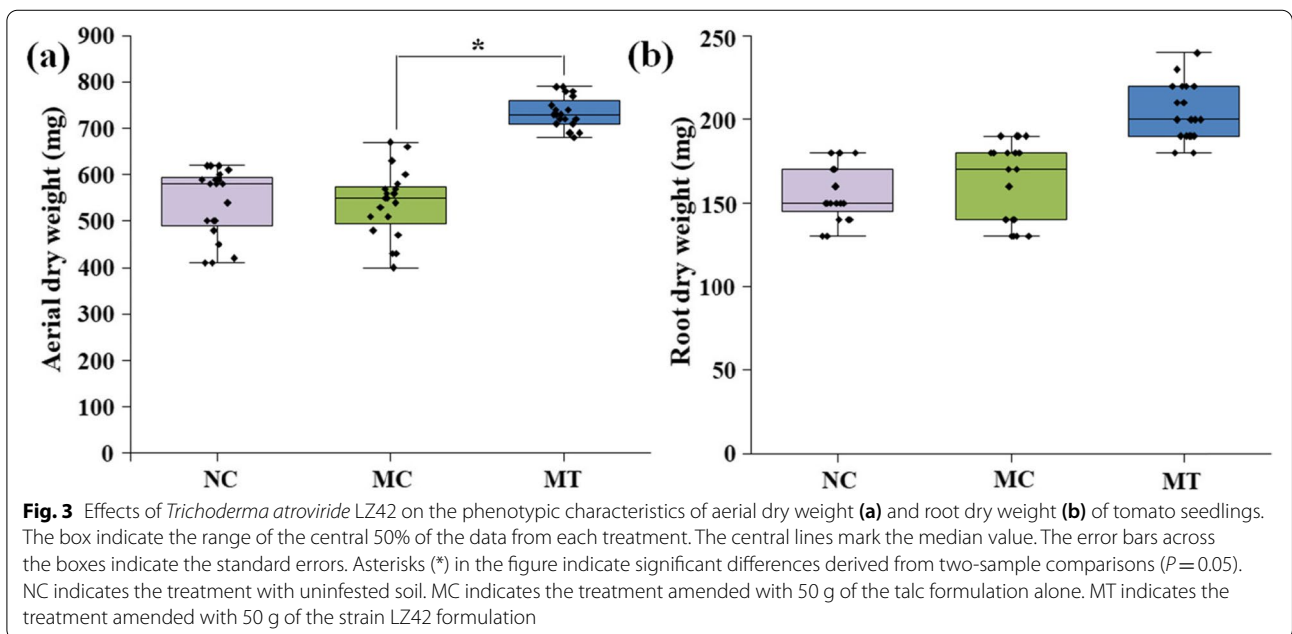 (a)
*
Aerial dry weight (mg)
900
800
700
600
500
400
300
200
100
0
NC MC MT
(b)
Root dry weight (mg)
250
200
150
100
50
0
NC MC MT
Fig. 3 Effects of Trichoderma atroviride LZ42 on the phenotypic characteristics of aerial dry weight (a) and root dry weight (b) of tomato seedlings.
The box indicate the range of the central 50% of the data from each treatment. The central lines mark the median value. The error bars across
the boxes indicate the standard errors. Asterisks (*) in the figure indicate significant differences derived from two-sample comparisons (P = 0.05).
NC indicates the treatment with uninfested soil. MC indicates the treatment amended with 50 g of the talc formulation alone. MT indicates the
treatment amended with 50 g of the strain LZ42 formulation